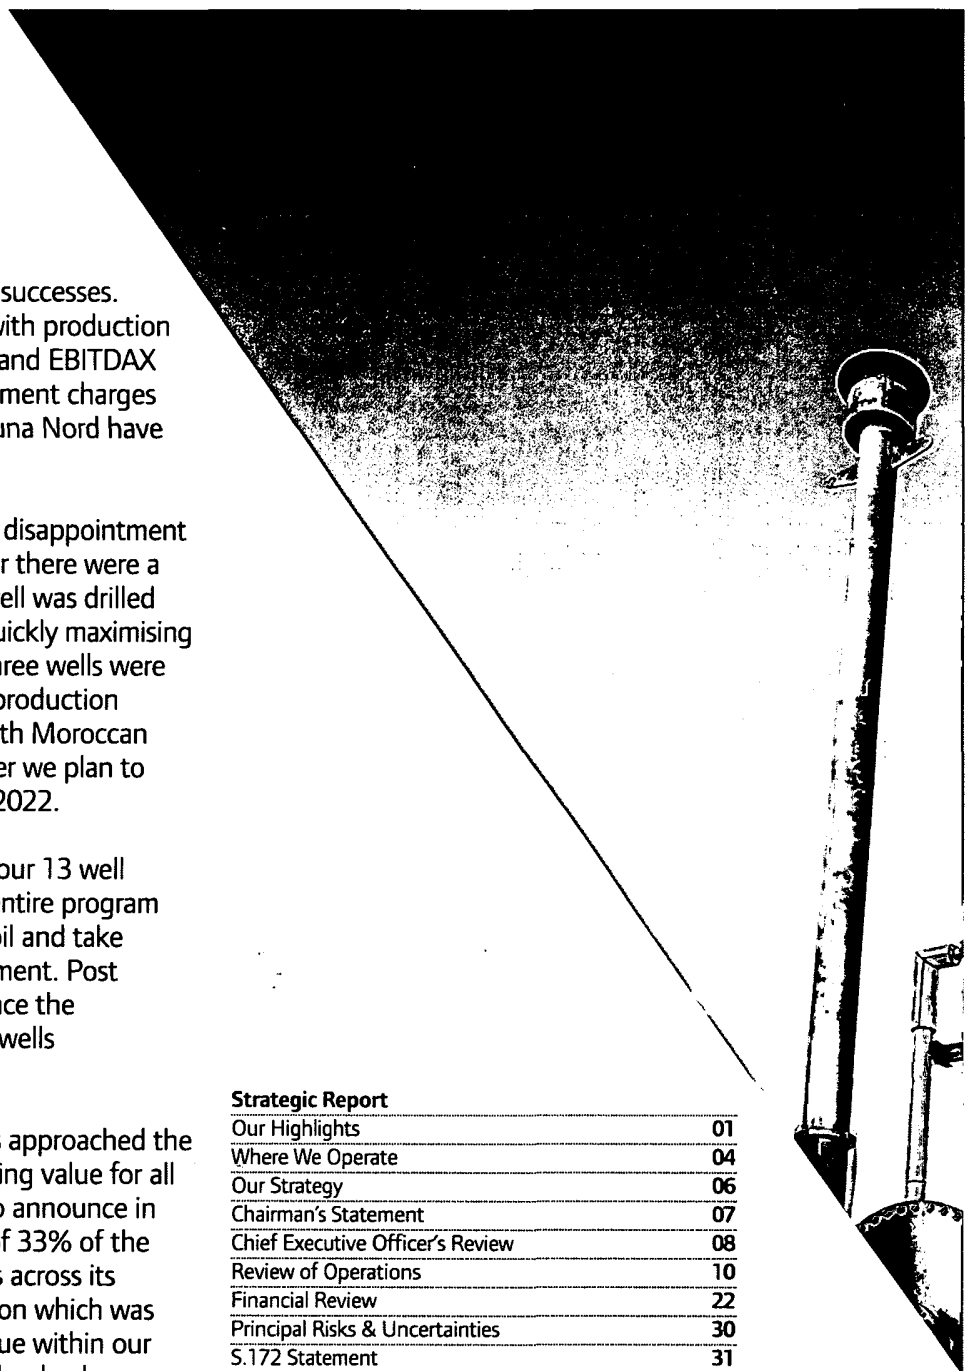 successes.
with production
and EBITDAX
ment charges
una Nord have
disappointment
r there were a
ell was drilled
uickly maximising
ree wells were
production
th Moroccan
er we plan to
2022.
our 13 well
entire program
oil and take
ment. Post
nce the
wells
s approached the
ing value for all
o announce in
f 33% of the
s across its
on which was
ue within our
Strategic Report
Our Highlights 01
Where We Operate 04
Our Strategy 06
Chairman's Statement 07
Chief Executive Officer's Review 08
Review of Operations 10
Financial Review 22
Principal Risks & Uncertainties 30
S.172 Statement 31